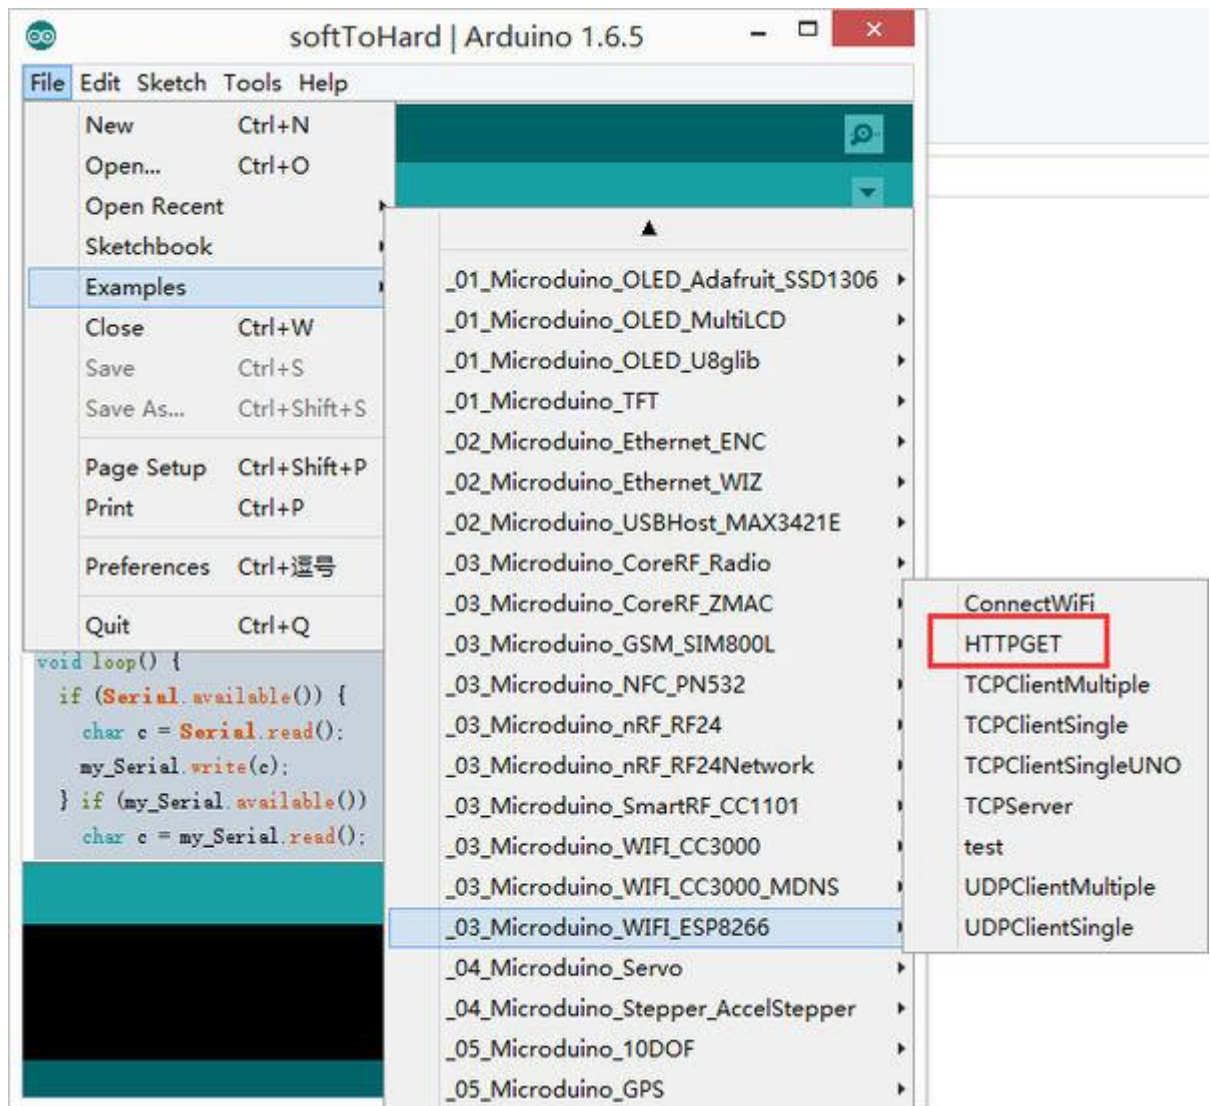 softToHard | Arduino 1.6.5
File Edit Sketch Tools Help
New Ctrl+N
Open... Ctrl+O
Open Recent
Sketchbook
Examples
Close Ctrl+W
Save Ctrl+S
Save As... Ctrl+Shift+S
Page Setup Ctrl+Shift+P
Print Ctrl+P
Preferences Ctrl+逗号
Quit Ctrl+Q
void loop() {
if (Serial.available()) {
char c = Serial.read();
my_Serial.write(c);
} if (my_Serial.available())
char c = my_Serial.read();
_01_Microduino_OLED_Adafruit_SSD1306
_01_Microduino_OLED_MultiLCD
_01_Microduino_OLED_U8glib
_01_Microduino_TFT
_02_Microduino_Ethernet_ENC
_02_Microduino_Ethernet_WIZ
_02_Microduino_USBHost_MAX3421E
_03_Microduino_CoreRF_Radio
_03_Microduino_CoreRF_ZMAC
_03_Microduino_GSM_SIM800L
_03_Microduino_NFC_PN532
_03_Microduino_nRF_RF24
_03_Microduino_nRF_RF24Network
_03_Microduino_SmartRF_CC1101
_03_Microduino_WIFI_CC3000
_03_Microduino_WIFI_CC3000_MDNS
_03_Microduino_WIFI_ESP8266
_04_Microduino_Servo
_04_Microduino_Stepper_AccelStepper
_05_Microduino_10DOF
_05_Microduino_GPS
ConnectWiFi
HTTPGET
TCPClientMultiple
TCPClientSingle
TCPClientSingleUNO
TCPServer
test
UDPClientMultiple
UDPClientSingle